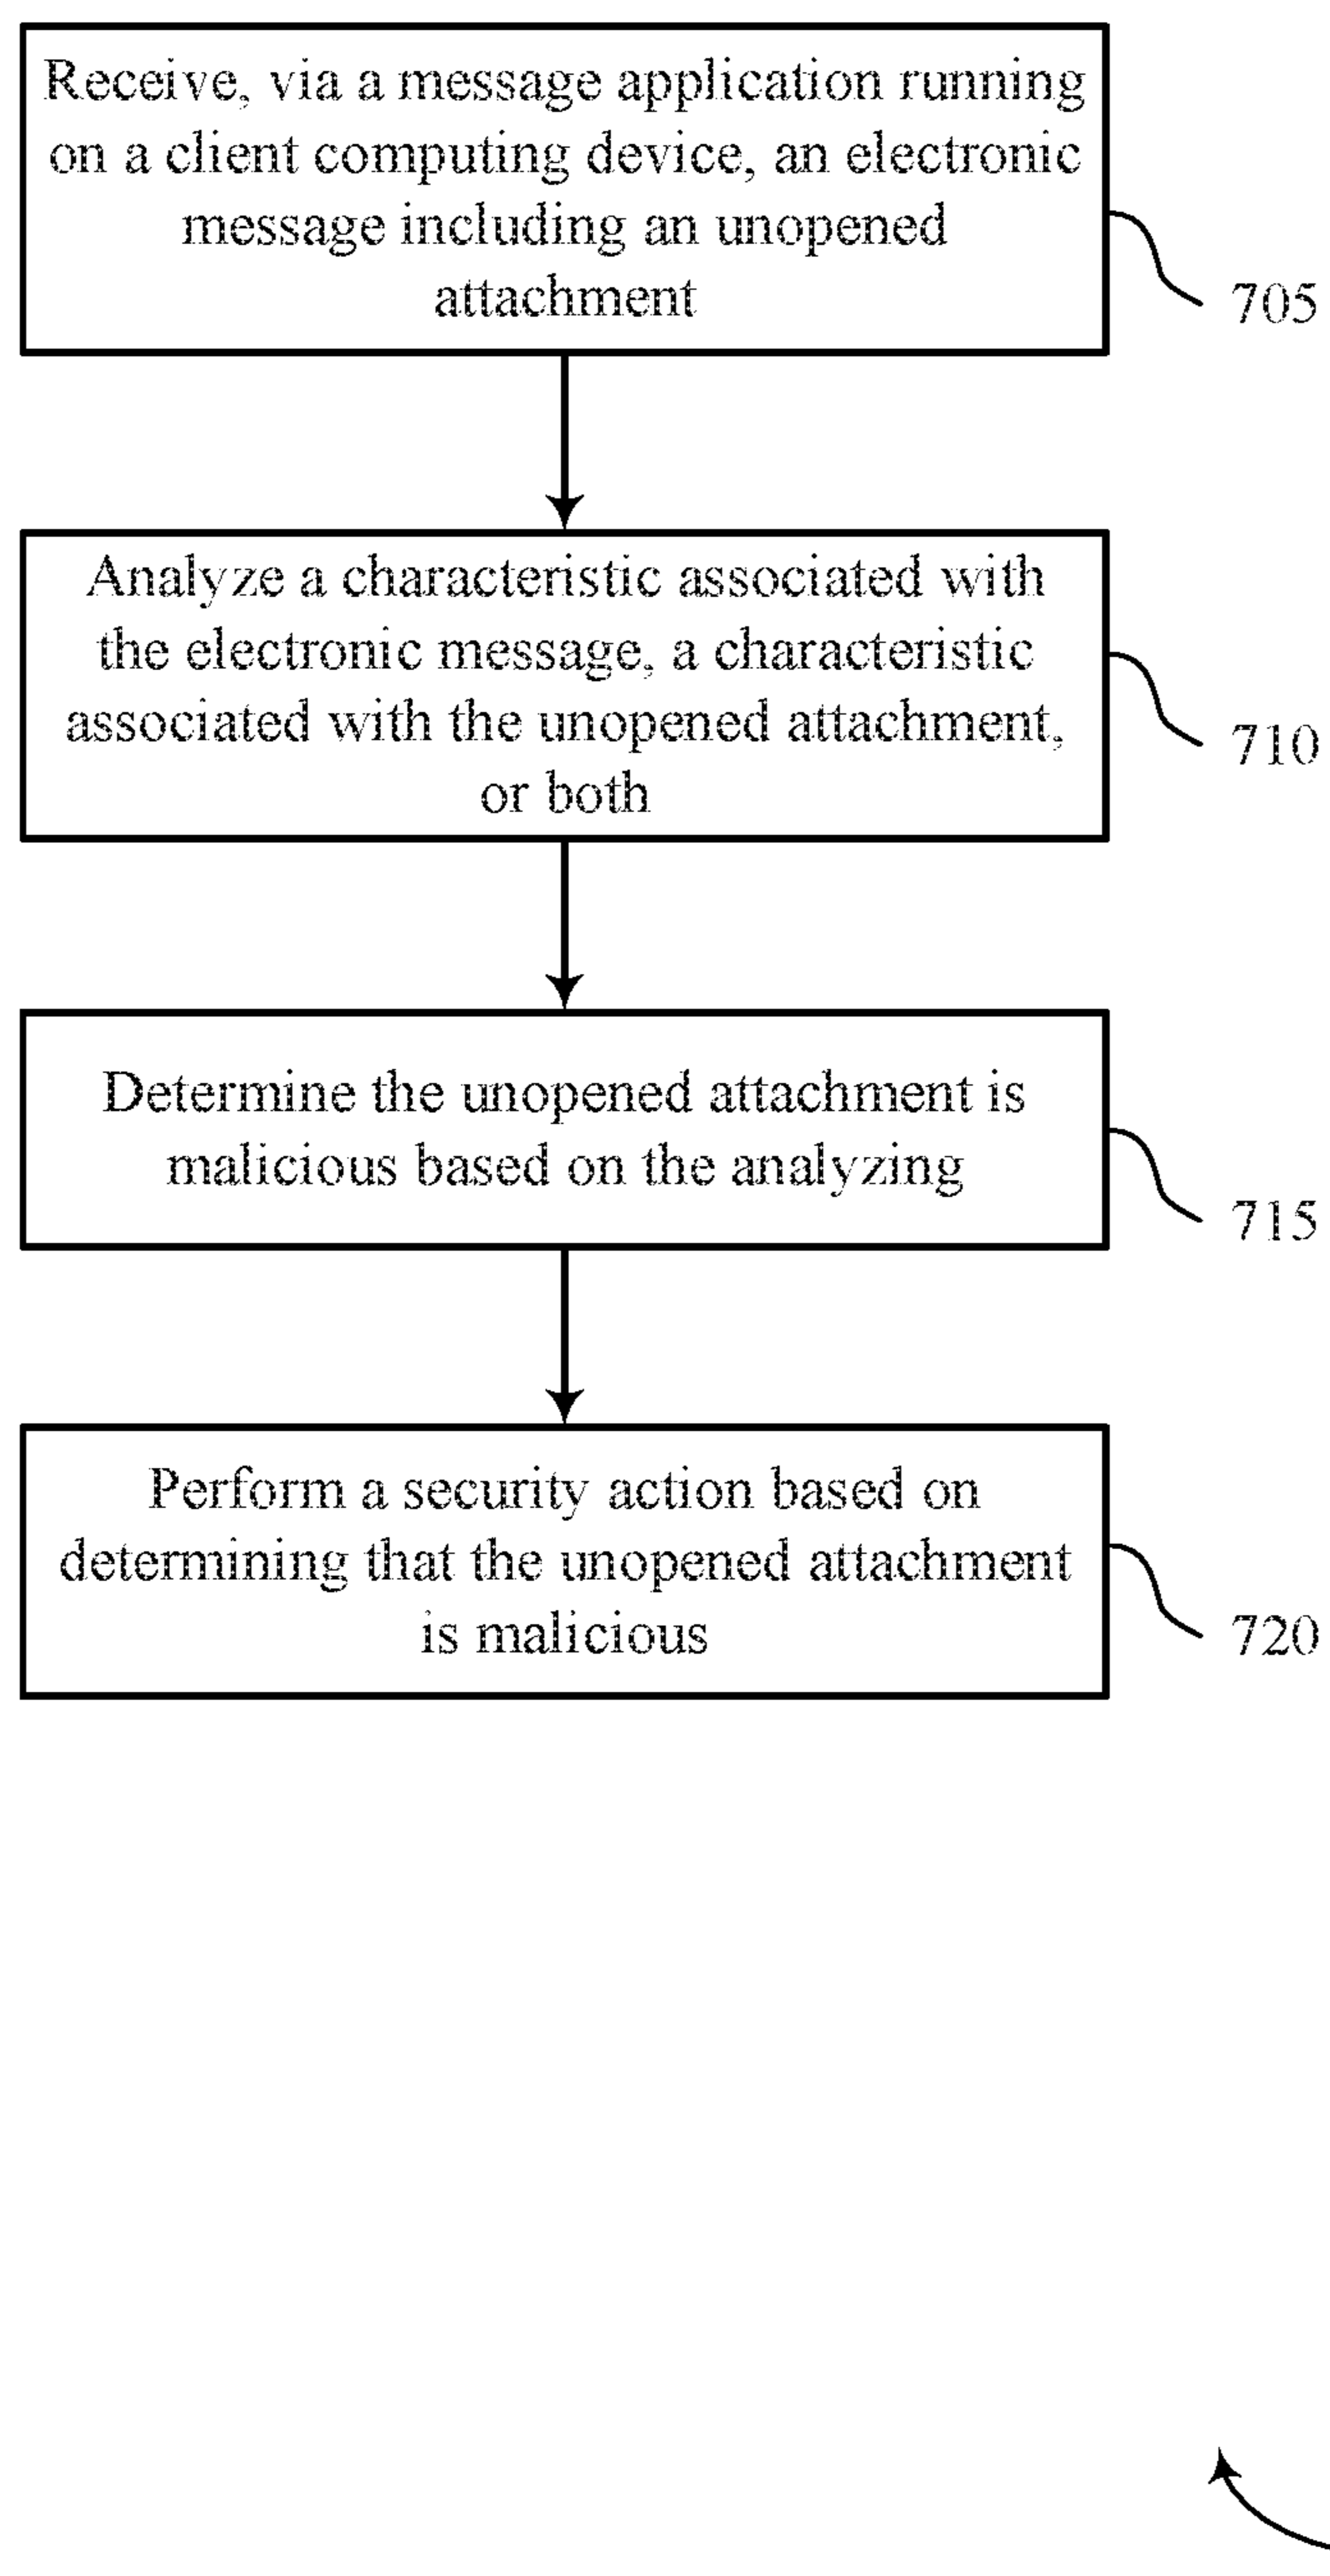 Receive, via a message application running
on a client computing device, an electronic
message including an unopened
attachment
705
Analyze a characteristic associated with
the electronic message, a characteristic
associated with the unopened attachment,
or both
710
Determine the unopened attachment is
malicious based on the analyzing
715
Perform a security action based on
determining that the unopened attachment
is malicious
720